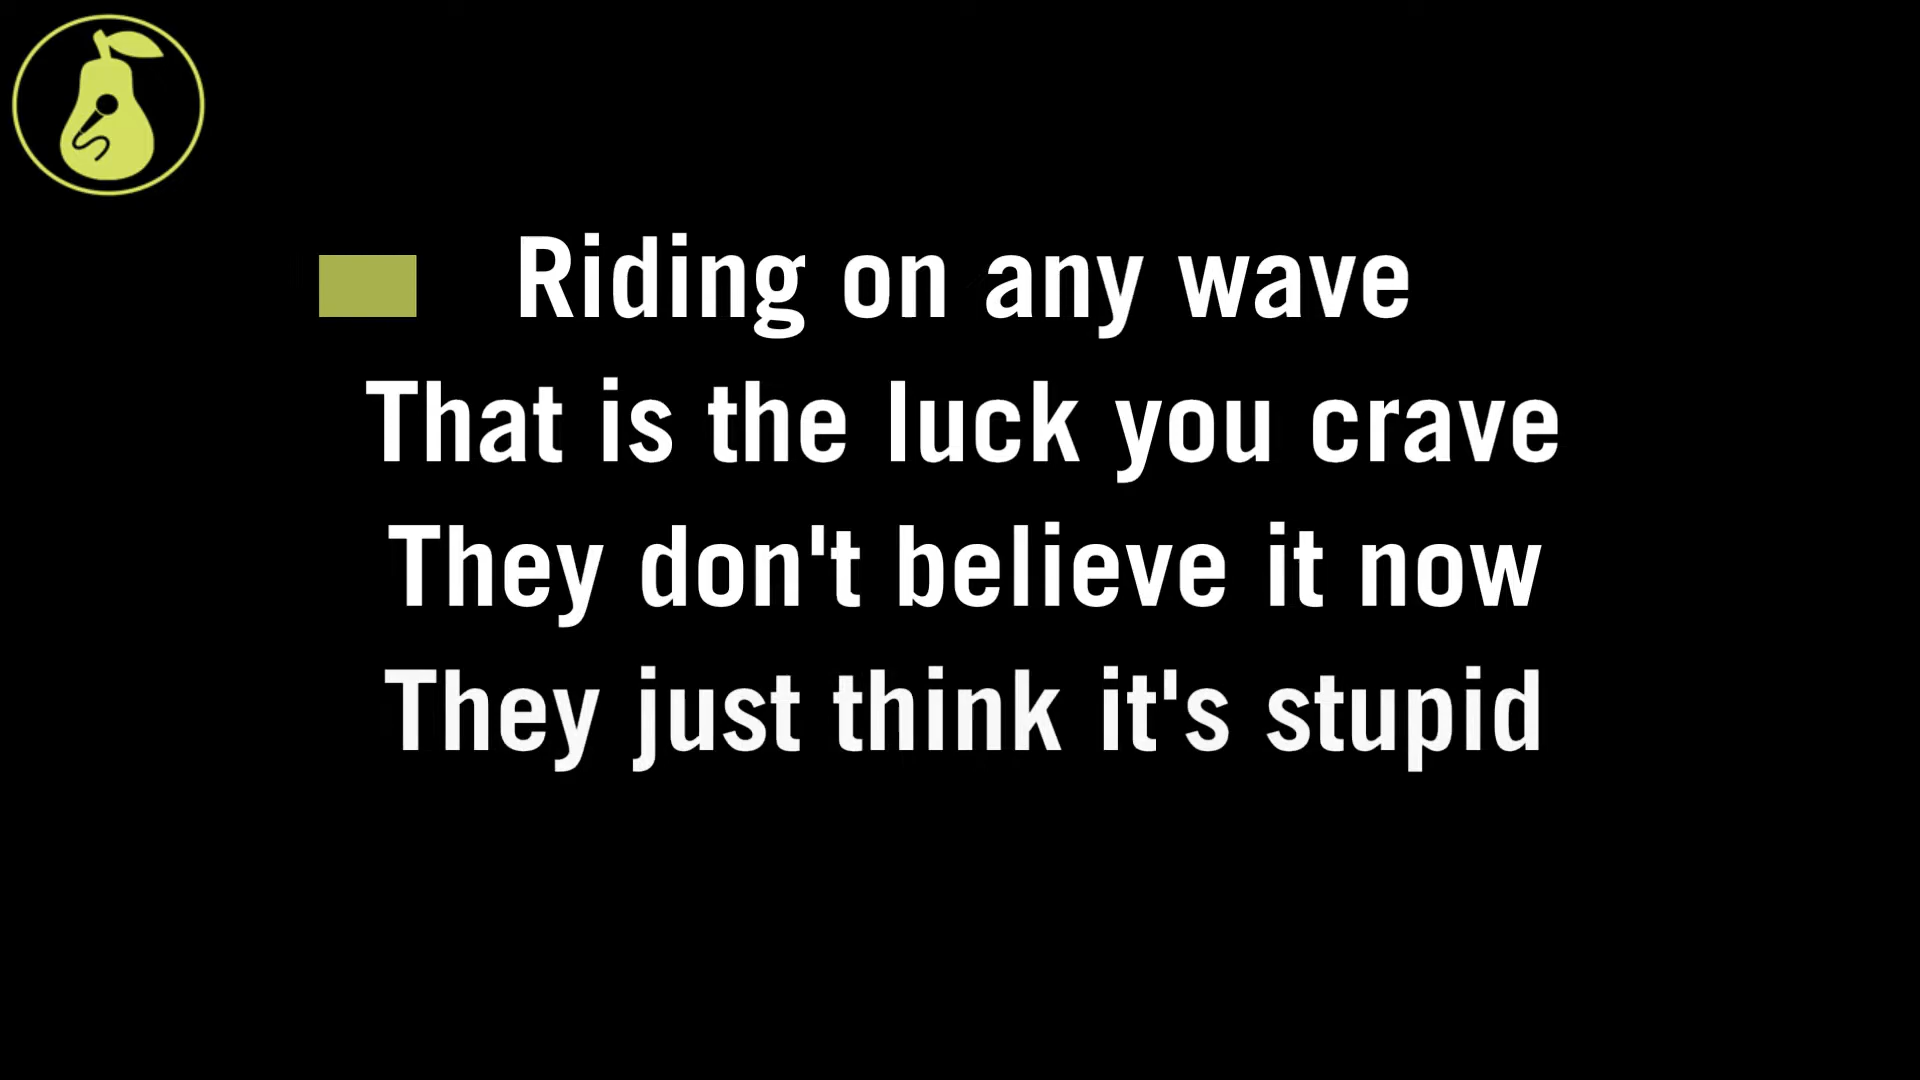 Riding on any wave
That is the luck you crave
They don't believe it now
They just think it's stupid